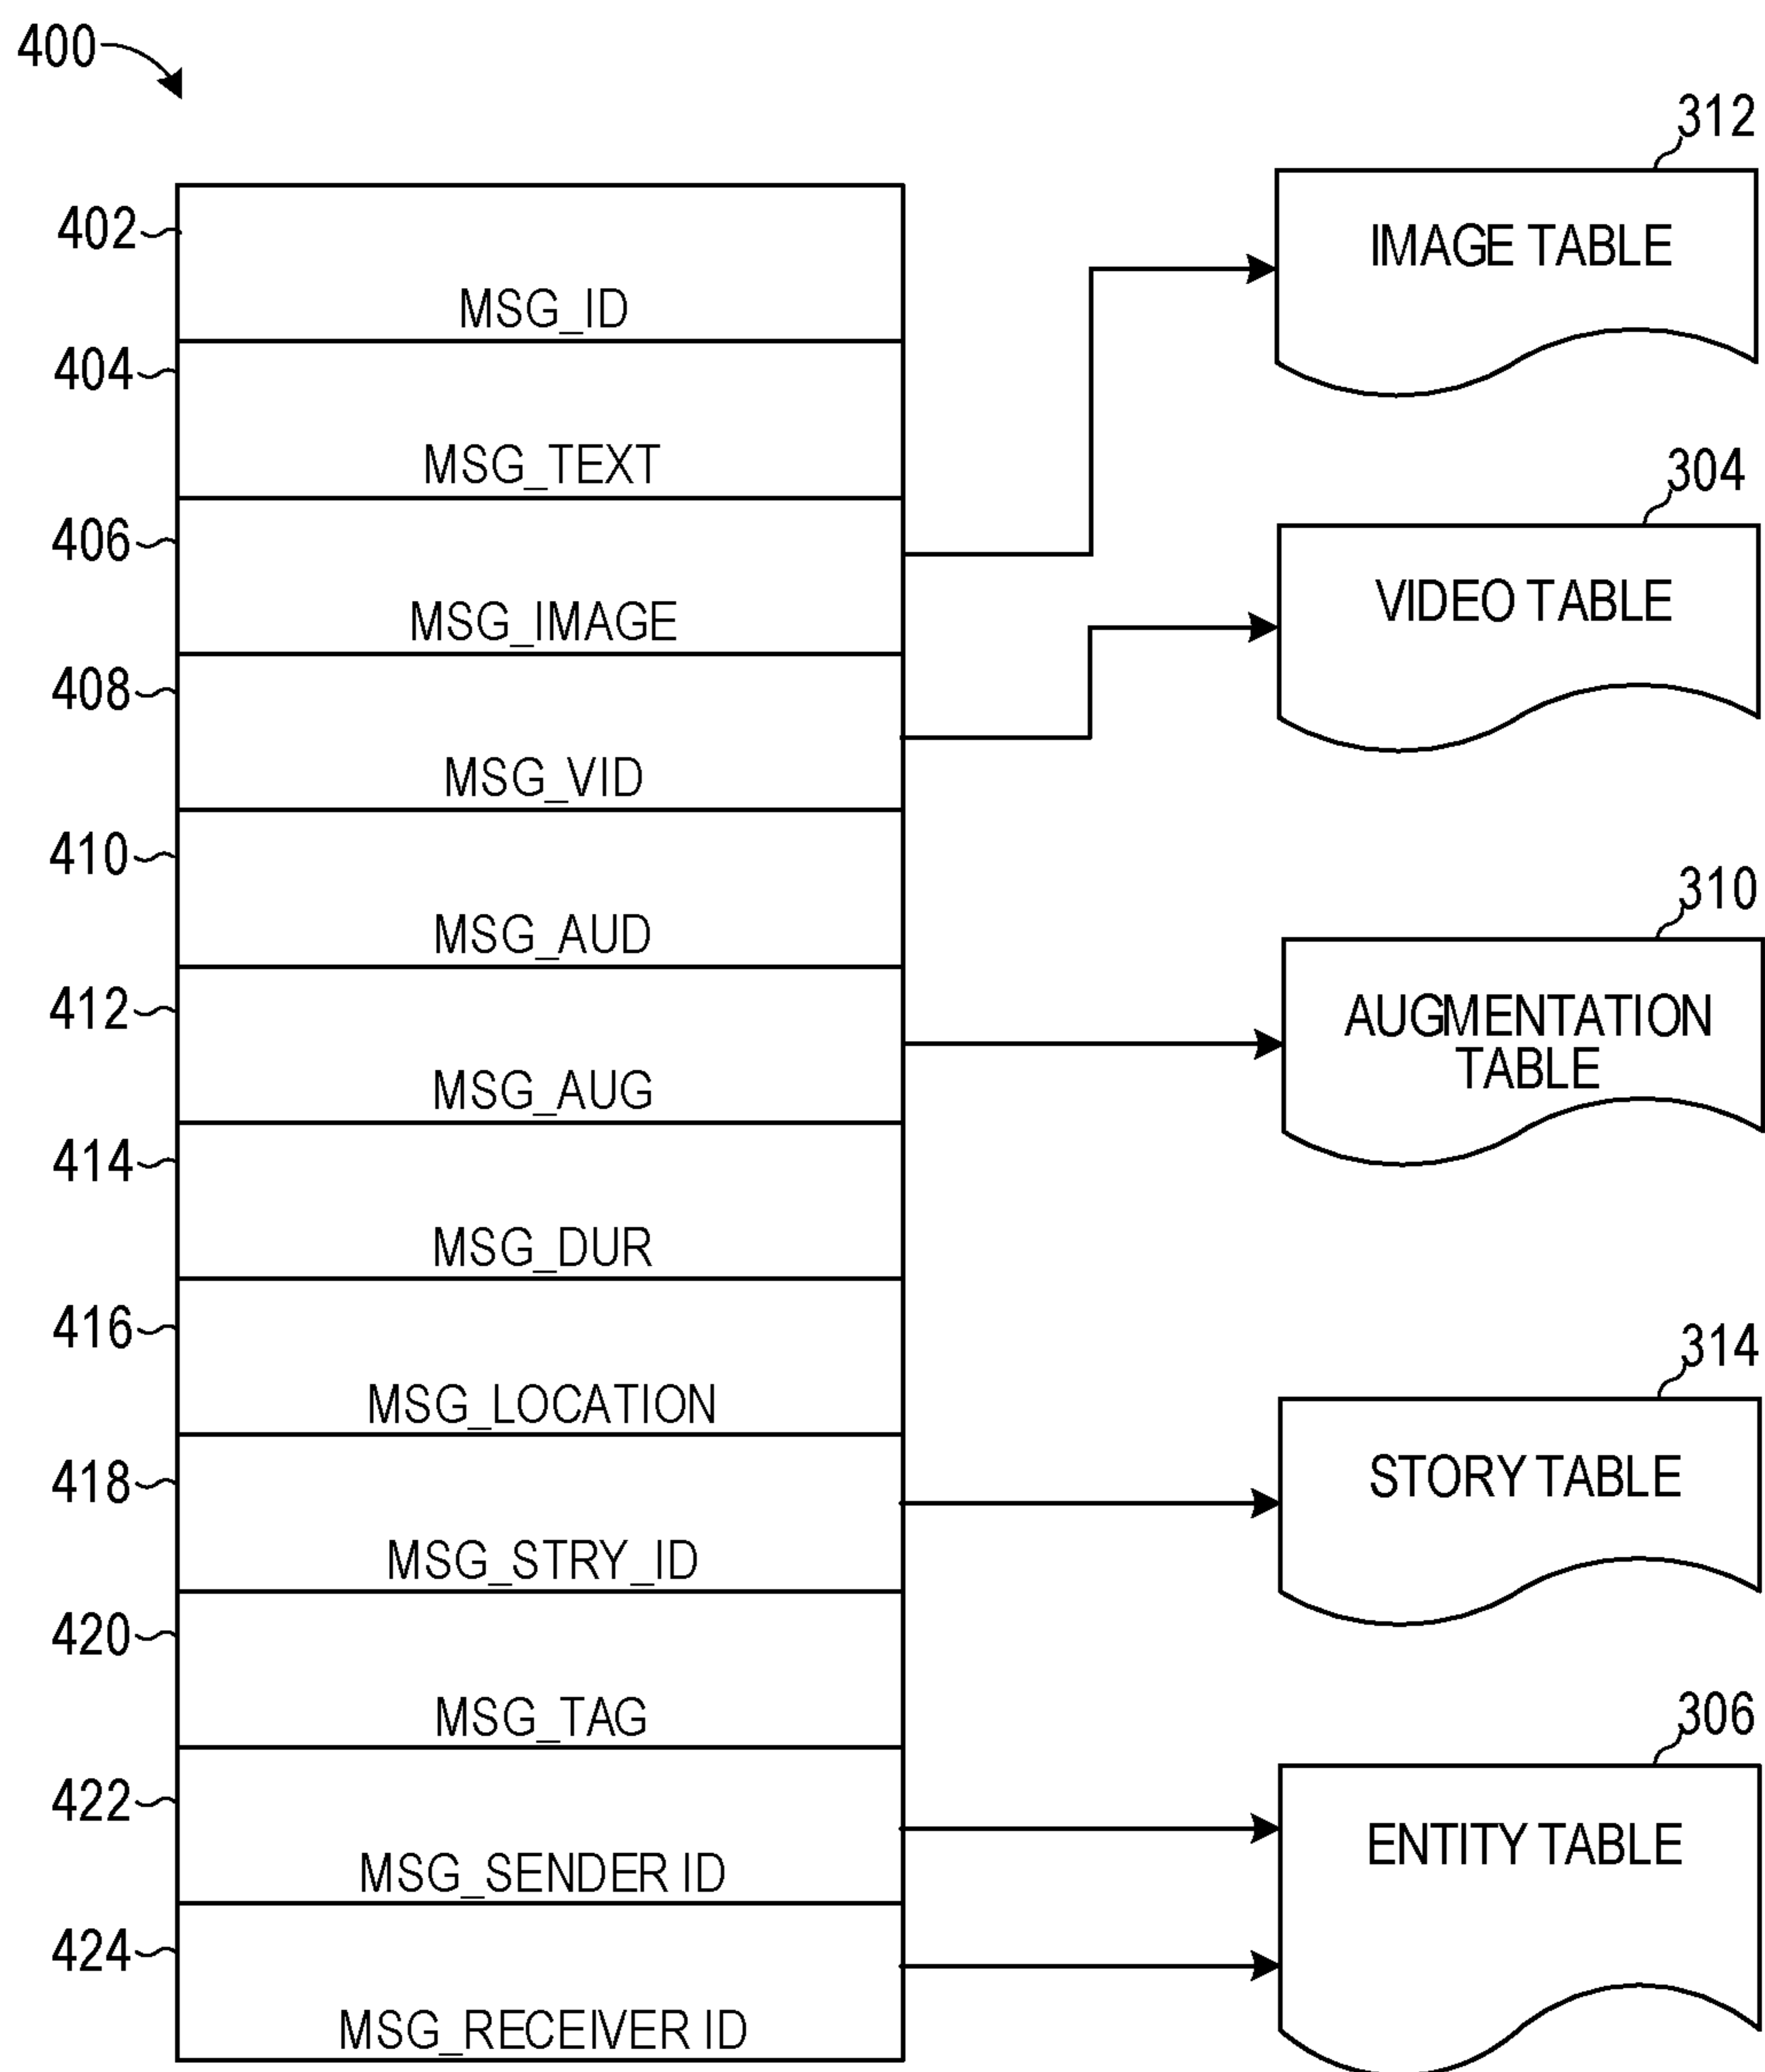 400
312
402
IMAGE TABLE
MSG_ID
404
MSG_TEXT
304
406
VIDEO TABLE
MSG_IMAGE
408
MSG_VID
410
310
MSG_AUD
412
AUGMENTATION
TABLE
MSG_AUG
414
MSG_DUR
416
314
MSG_LOCATION
418
STORY TABLE
MSG_STRY_ID
420
306
MSG_TAG
422
ENTITY TABLE
MSG_SENDER ID
424
MSG_RECEIVER ID